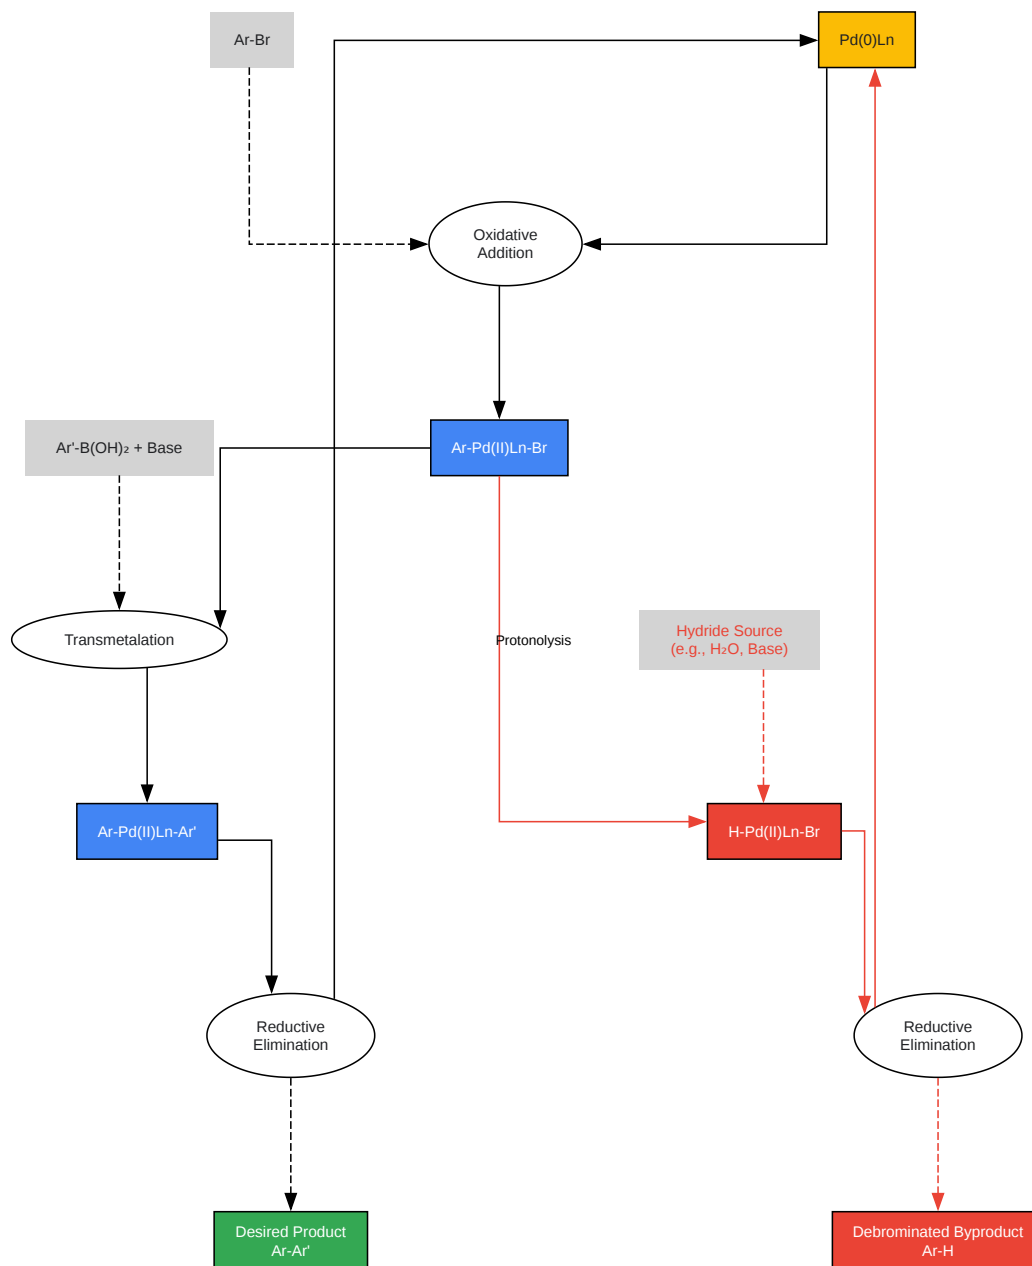 Ar-Br
Pd(0)Ln
Oxidative
Addition
Ar'-B(OH)₂ + Base
Ar-Pd(II)Ln-Br
Transmetalation
Protonolysis
Hydride Source
(e.g., H₂O, Base)
Ar-Pd(II)Ln-Ar'
H-Pd(II)Ln-Br
Reductive
Elimination
Reductive
Elimination
Desired Product
Ar-Ar'
Debrominated Byproduct
Ar-H